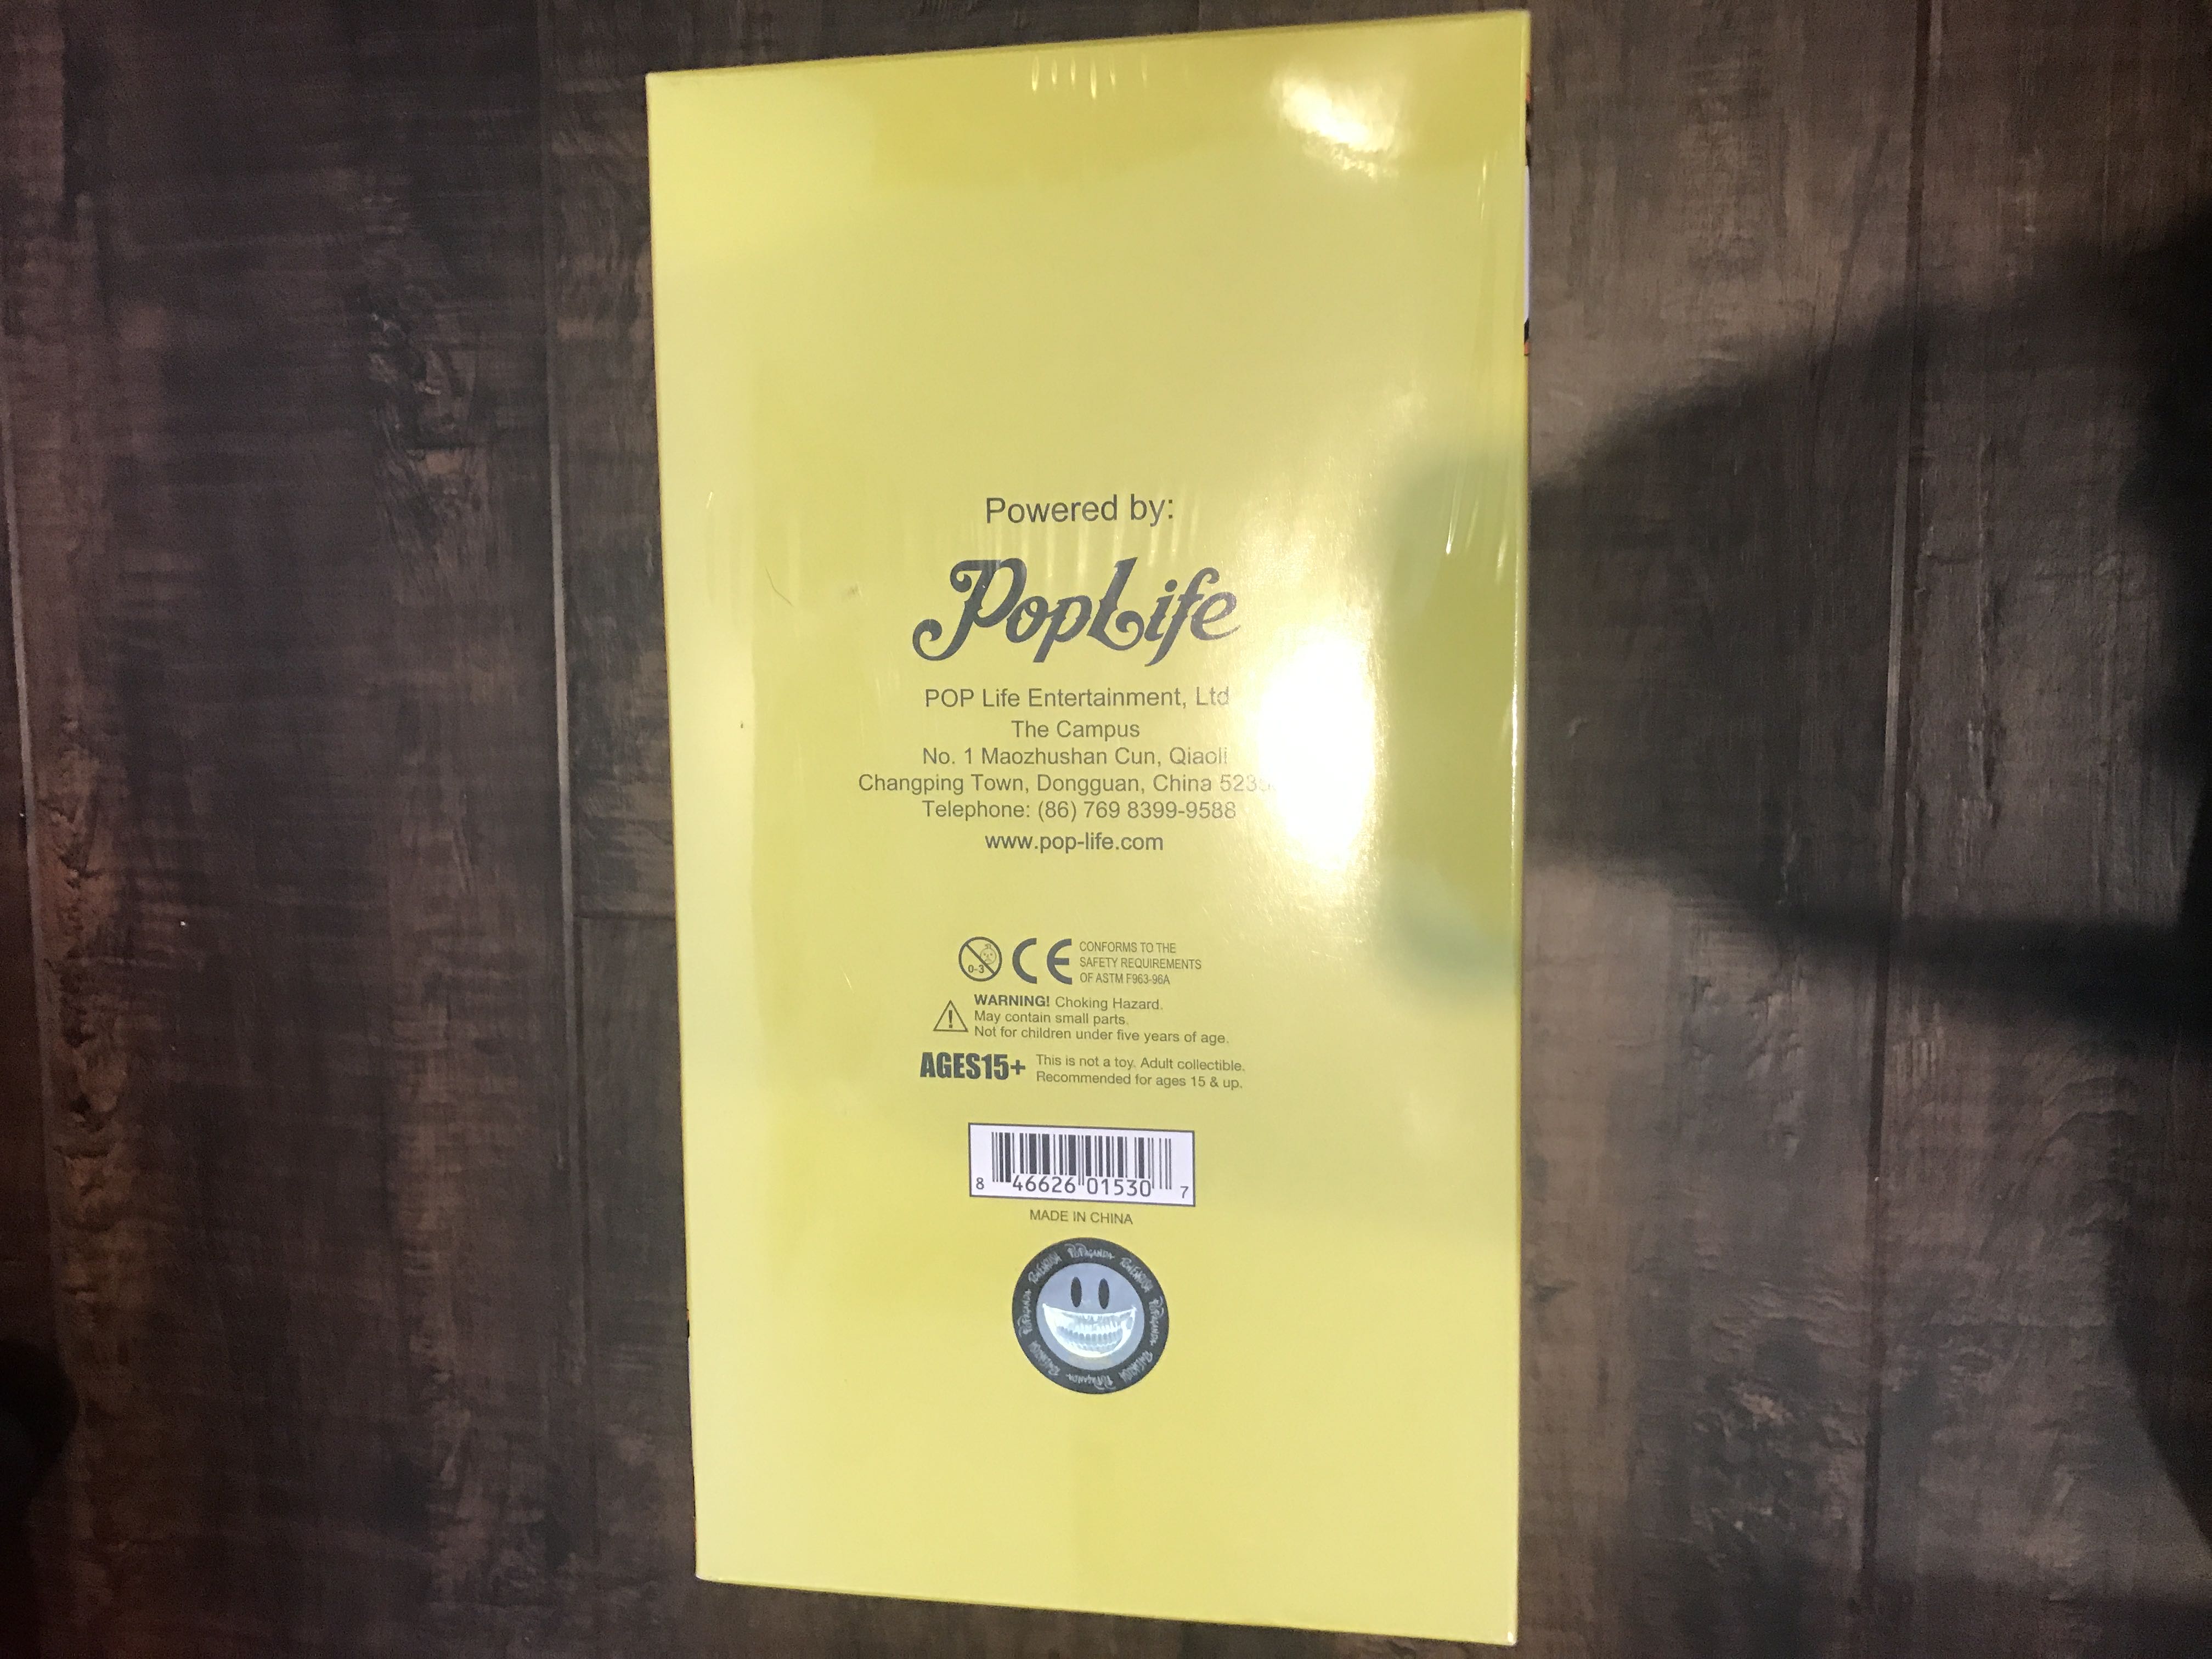 Powered by:
PopLife
POP Life Entertainment, Ltd
The Campus
No. 1 Maozhushan Cun, Qiaoli
Changping Town, Dongguan, China
Telephone: (86) 769 8399-9588
www.pop-life.com
0-3
CE
CONFORMS TO THE
SAFETY REQUIREMENTS
OF ASTM F963-96A
WARNING! Choking Hazard.
May contain small parts.
Not for children under five years of age.
AGES15+
This is not a toy. Adult collectible.
Recommended for ages 15 & up.
8 46626 01530 7
MADE IN CHINA
POPaganda